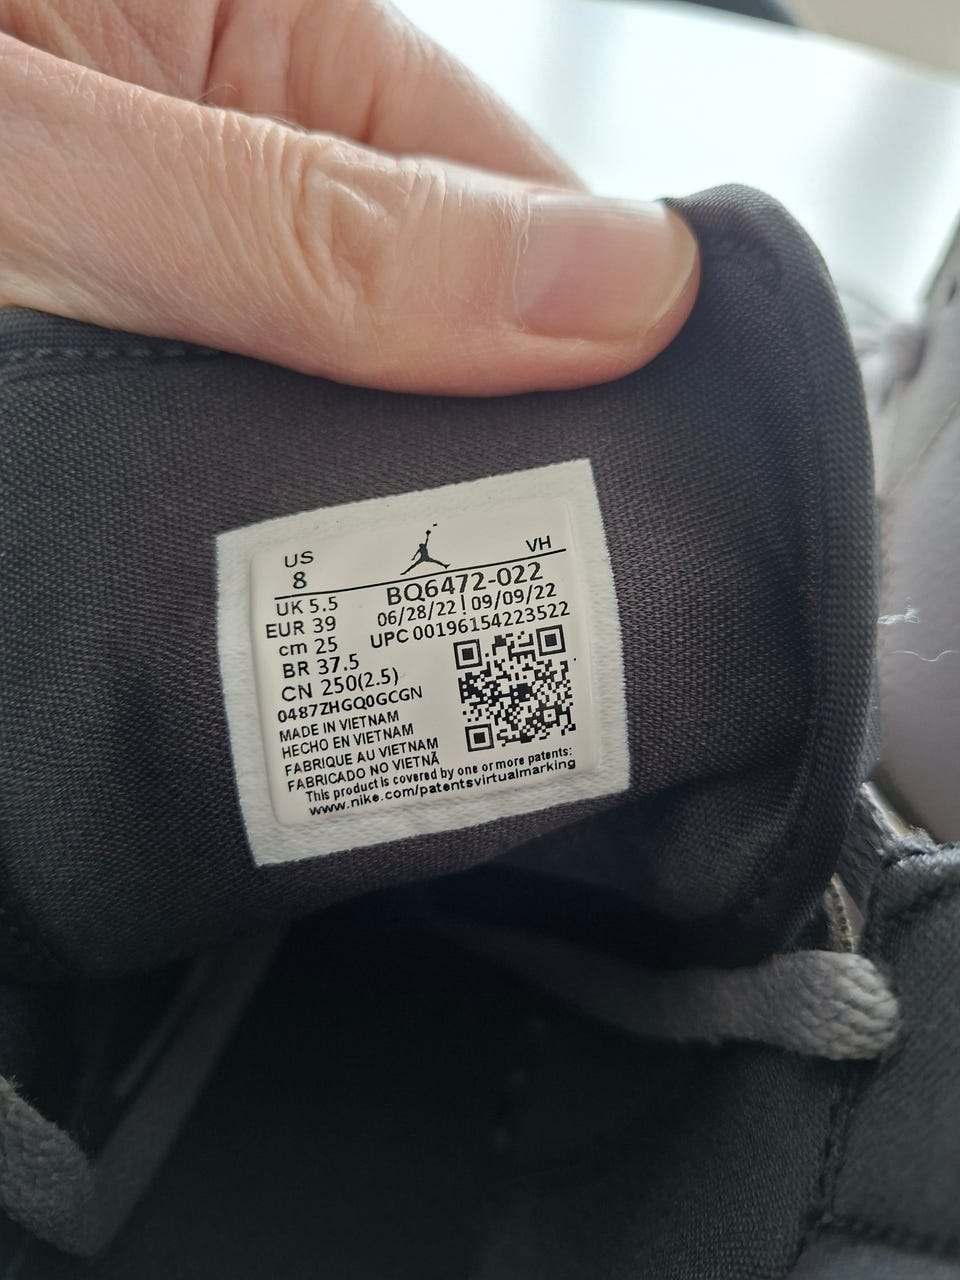 US
8
VH
UK 5.5
EUR 39
cm 25
BR 37.5
CN 250(2.5)
BQ6472-022
06/28/22 | 09/09/22
UPC 00196154223522
0487ZHGQ0GCGN
MADE IN VIETNAM
HECHO EN VIETNAM
FABRIQUE AU VIETNAM
FABRICADO NO VIETNÃ
This product is covered by one or more patents:
www.nike.com/patentsvirtualmarking